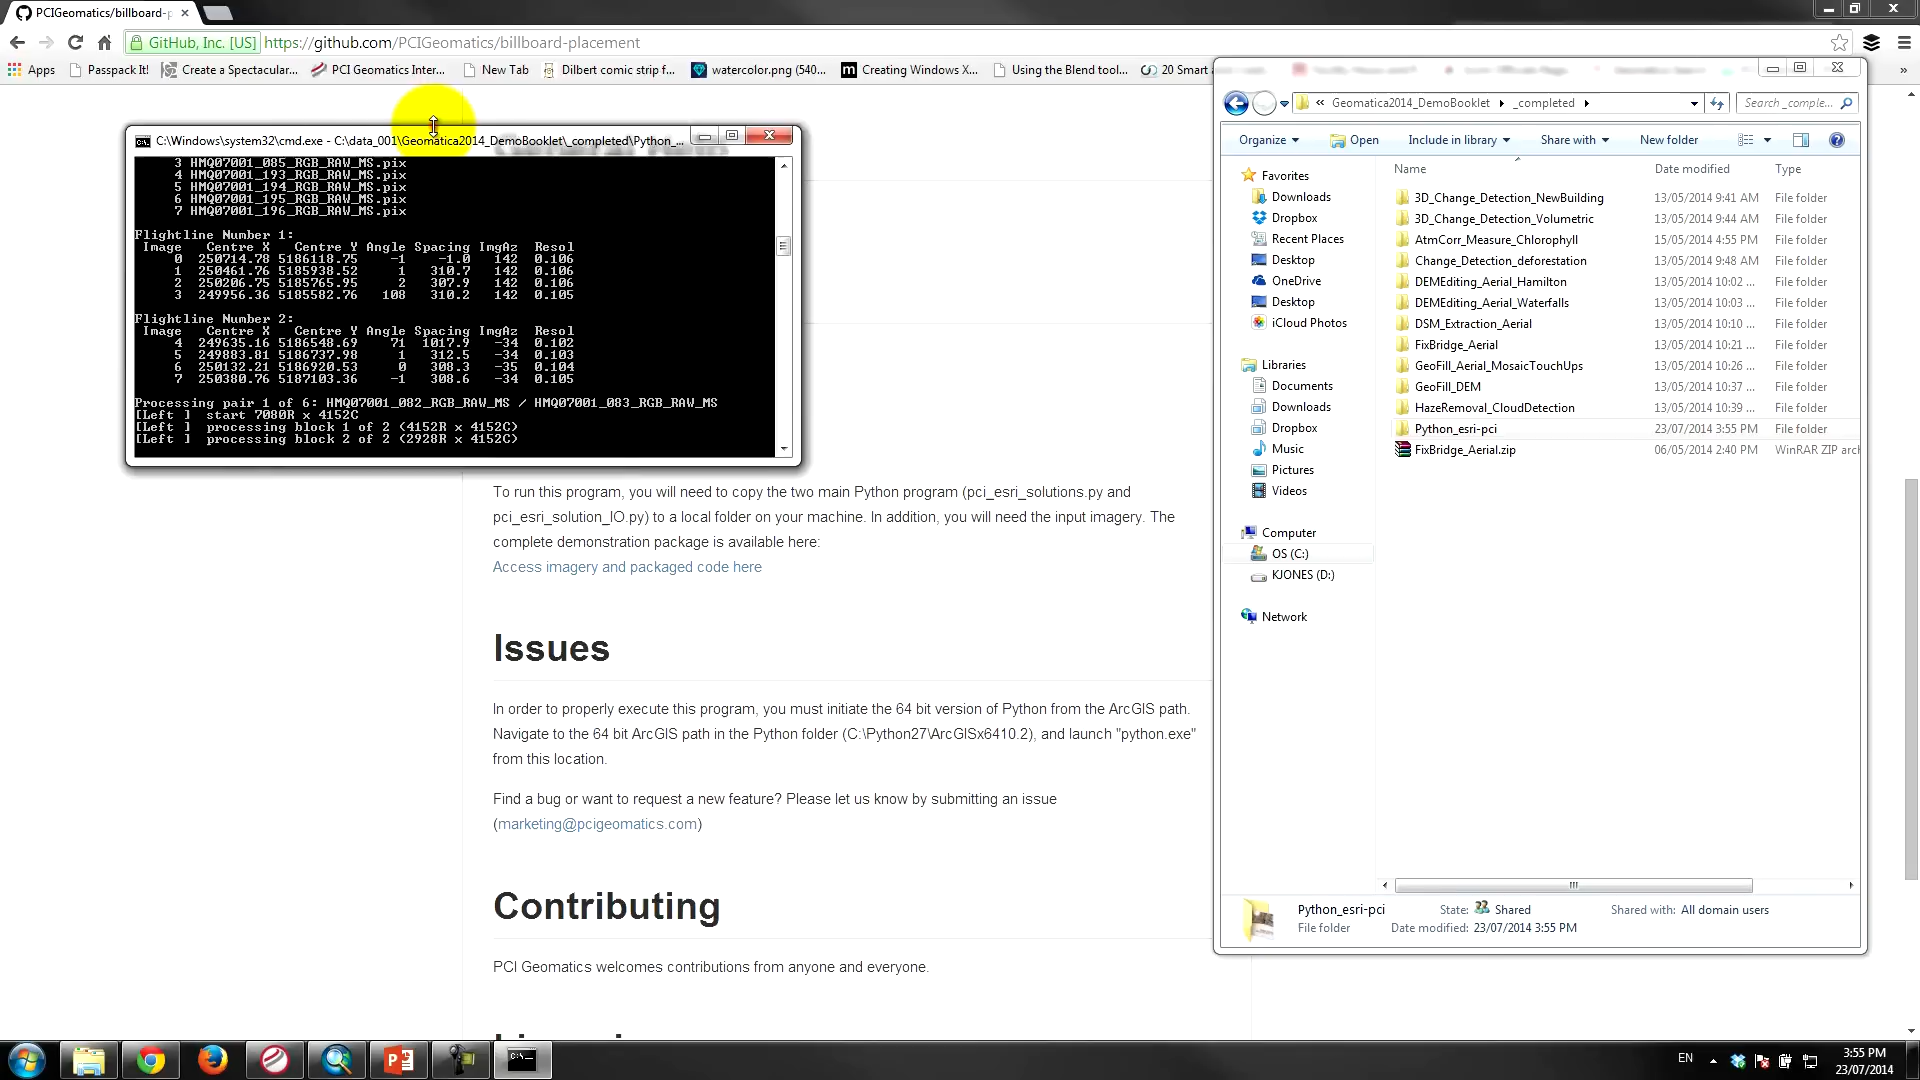 PCIGeomatics/billboard-p
GitHub, Inc. [US] https://github.com/PCIGeomatics/billboard-placement
Apps Passpack It! Create a Spectacular... PCI Geomatics Inter... New Tab Dilbert comic strip f... watercolor.png (540... Creating Windows X... Using the Blend tool... 20 Smart
C:\Windows\system32\cmd.exe - C:\data_001\Geomatica2014_DemoBooklet\_completed\Python_...
3 HMQ07001_085_RGB_RAW_MS.pix
4 HMQ07001_193_RGB_RAW_MS.pix
5 HMQ07001_194_RGB_RAW_MS.pix
6 HMQ07001_195_RGB_RAW_MS.pix
7 HMQ07001_196_RGB_RAW_MS.pix
Flightline Number 1:
Image Centre X Centre Y Angle Spacing ImgAz Resol
0 250714.78 5186118.75 -1 -1.0 142 0.106
1 250461.76 5185938.52 1 310.7 142 0.106
2 250206.75 5185765.95 2 307.9 142 0.106
3 249956.36 5185582.76 108 310.2 142 0.105
Flightline Number 2:
Image Centre X Centre Y Angle Spacing ImgAz Resol
4 249635.16 5186548.69 71 1017.9 -34 0.102
5 249883.81 5186737.98 1 312.5 -34 0.103
6 250132.21 5186920.53 0 308.3 -35 0.104
7 250380.76 5187103.36 -1 308.6 -34 0.105
Processing pair 1 of 6: HMQ07001_082_RGB_RAW_MS / HMQ07001_083_RGB_RAW_MS
[Left ] start 7080R x 4152C
[Left ] processing block 1 of 2 (4152R x 4152C)
[Left ] processing block 2 of 2 (2928R x 4152C)
To run this program, you will need to copy the two main Python program (pci_esri_solutions.py and
pci_esri_solution_IO.py) to a local folder on your machine. In addition, you will need the input imagery. The
complete demonstration package is available here:
Access imagery and packaged code here
Issues
In order to properly execute this program, you must initiate the 64 bit version of Python from the ArcGIS path.
Navigate to the 64 bit ArcGIS path in the Python folder (C:\Python27\ArcGISx6410.2), and launch "python.exe"
from this location.
Find a bug or want to request a new feature? Please let us know by submitting an issue
(marketing@pcigeomatics.com)
Contributing
PCI Geomatics welcomes contributions from anyone and everyone.
« Geomatica2014_DemoBooklet _completed Search _comple...
Organize Open Include in library Share with New folder
Name Date modified Type
Favorites
Downloads
Dropbox
Recent Places
Desktop
OneDrive
Desktop
iCloud Photos
Libraries
Documents
Downloads
Dropbox
Music
Pictures
Videos
Computer
OS (C:)
KJONES (D:)
Network
3D_Change_Detection_NewBuilding 13/05/2014 9:41 AM File folder
3D_Change_Detection_Volumetric 13/05/2014 9:44 AM File folder
AtmCorr_Measure_Chlorophyll 15/05/2014 4:55 PM File folder
Change_Detection_deforestation 13/05/2014 9:48 AM File folder
DEMEditing_Aerial_Hamilton 13/05/2014 10:02 ... File folder
DEMEditing_Aerial_Waterfalls 13/05/2014 10:03 ... File folder
DSM_Extraction_Aerial 13/05/2014 10:10 ... File folder
FixBridge_Aerial 13/05/2014 10:21 ... File folder
GeoFill_Aerial_MosaicTouchUps 13/05/2014 10:26 ... File folder
GeoFill_DEM 13/05/2014 10:37 ... File folder
HazeRemoval_CloudDetection 13/05/2014 10:39 ... File folder
Python_esri-pci 23/07/2014 3:55 PM File folder
FixBridge_Aerial.zip 06/05/2014 2:40 PM WinRAR ZIP arch
Python_esri-pci State: Shared Shared with: All domain users
File folder Date modified: 23/07/2014 3:55 PM
EN
3:55 PM
23/07/2014